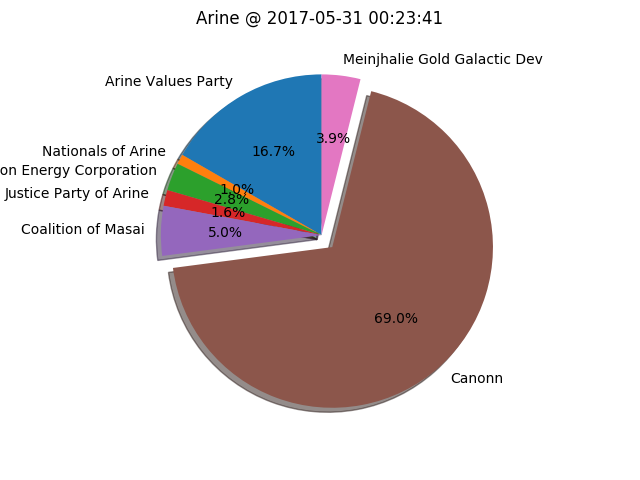 Arine @ 2017-05-31 00:23:41
Meinjhalie Gold Galactic Dev
Arine Values Party
3.9%
16.7%
Nationals of Arine
on Energy Corporation
1.0%
Justice Party of Arine
2.8%
1.6%
Coalition of Masai
5.0%
69.0%
Canonn